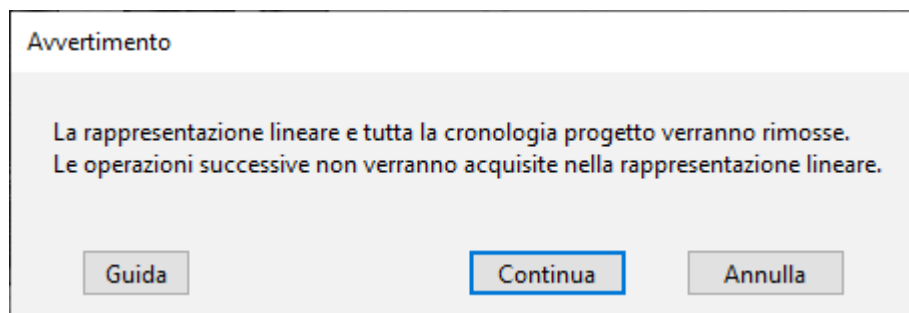 Avvertimento
La rappresentazione lineare e tutta la cronologia progetto verranno rimosse.
Le operazioni successive non verranno acquisite nella rappresentazione lineare.
Guida Continua Annulla